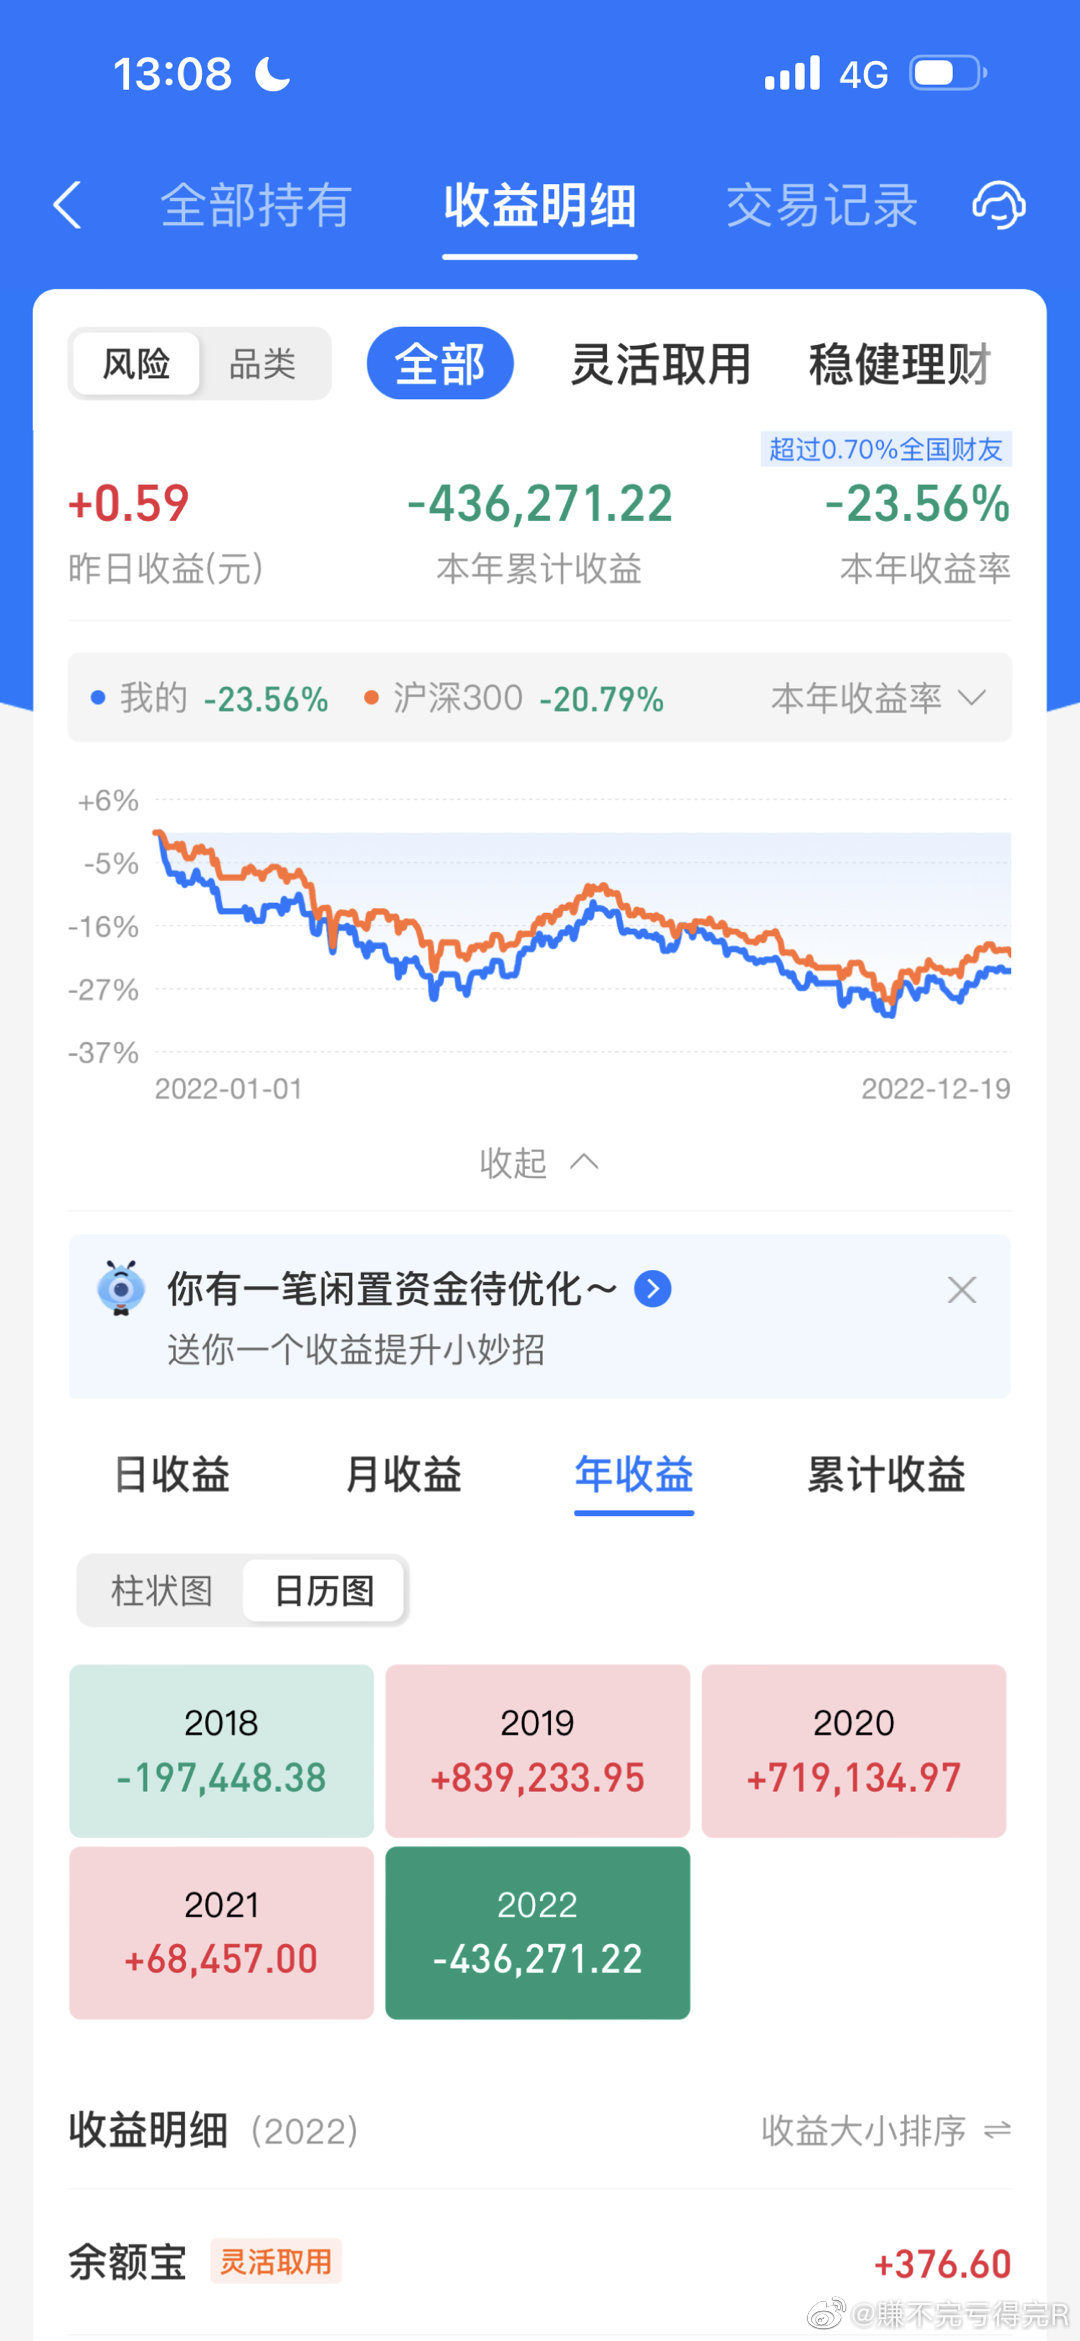 13:08 4G
全部持有 收益明细 交易记录
风险 品类 全部 灵活取用 稳健理财
超过0.70%全国财友
+0.59 -436,271.22 -23.56%
昨日收益(元) 本年累计收益 本年收益率
我的 -23.56% 沪深300 -20.79% 本年收益率
+6%
-5%
-16%
-27%
-37%
2022-01-01 2022-12-19
收起
你有一笔闲置资金待优化～
送你一个收益提升小妙招
日收益 月收益 年收益 累计收益
柱状图 日历图
2018 2019 2020
-197,448.38 +839,233.95 +719,134.97
2021 2022
+68,457.00 -436,271.22
收益明细 (2022) 收益大小排序
余额宝 灵活取用 +376.60
@赚不完亏得完R